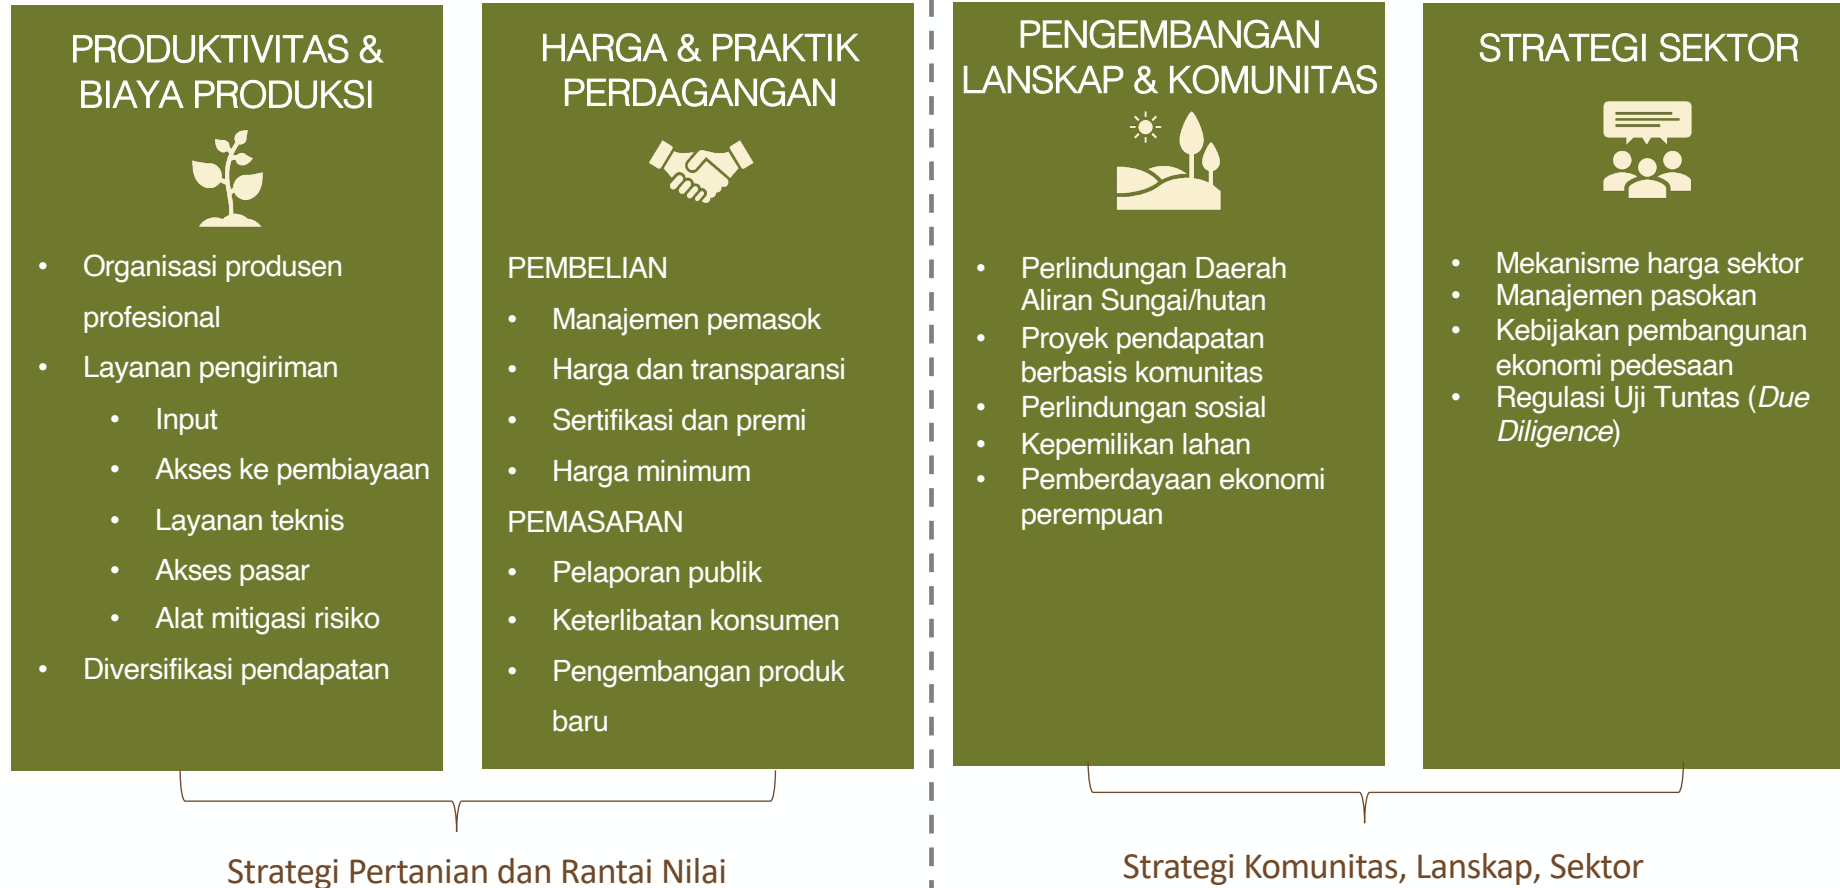 PRODUKTIVITAS &
BIAYA PRODUKSI
• Organisasi produsen
profesional
• Layanan pengiriman
• Input
• Akses ke pembiayaan
• Layanan teknis
• Akses pasar
• Alat mitigasi risiko
• Diversifikasi pendapatan
HARGA & PRAKTIK
PERDAGANGAN
PEMBELIAN
• Manajemen pemasok
• Harga dan transparansi
• Sertifikasi dan premi
• Harga minimum
PEMASARAN
• Pelaporan publik
• Keterlibatan konsumen
• Pengembangan produk
baru
Strategi Pertanian dan Rantai Nilai
PENGEMBANGAN
LANSKAP & KOMUNITAS
• Perlindungan Daerah
Aliran Sungai/hutan
• Proyek pendapatan
berbasis komunitas
• Perlindungan sosial
• Kepemilikan lahan
• Pemberdayaan ekonomi
perempuan
STRATEGI SEKTOR
• Mekanisme harga sektor
• Manajemen pasokan
• Kebijakan pembangunan
ekonomi pedesaan
• Regulasi Uji Tuntas (Due
Diligence)
Strategi Komunitas, Lanskap, Sektor